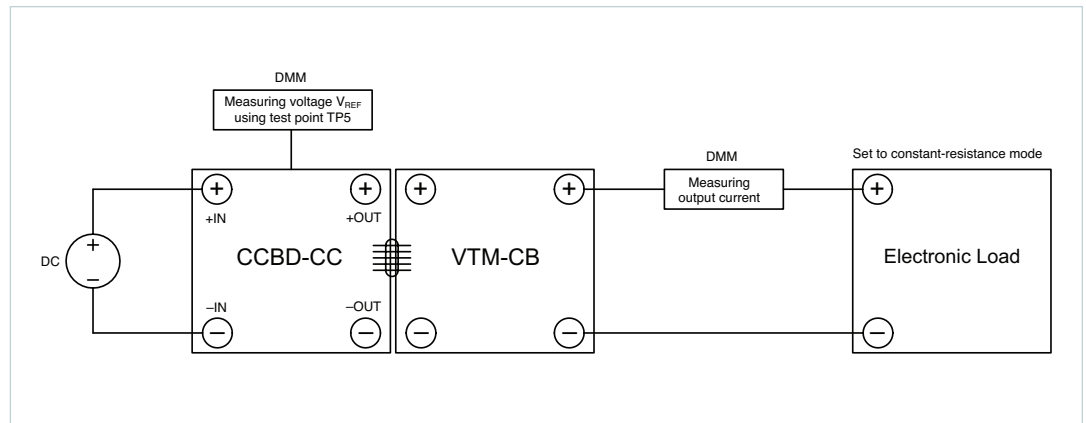 DMM
Measuring voltage VREF
using test point TP5
DMM
Measuring
output current
Set to constant-resistance mode
+ + + + +
+IN +OUT
+
DC
–
CCBD-CC VTM-CB Electronic Load
–IN –OUT
– – – – –